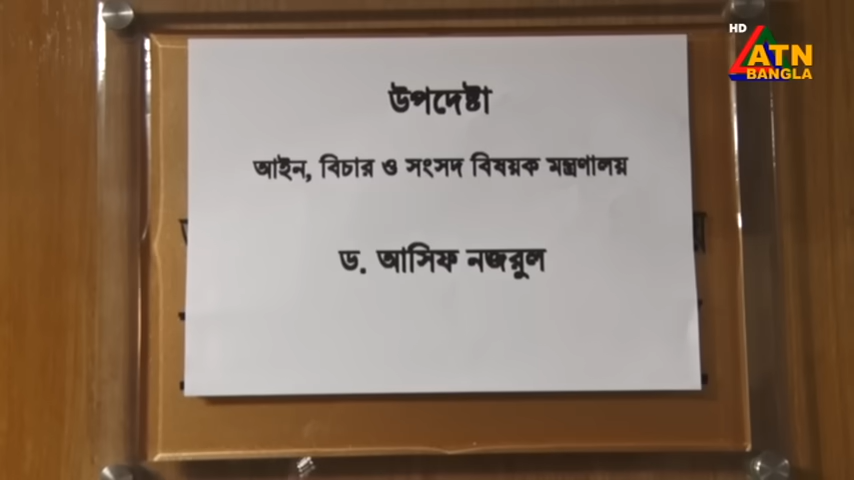 HD
ATN
BANGLA
উপদেষ্টা
আইন, বিচার ও সংসদ বিষয়ক মন্ত্রণালয়
ড. আসিফ নজরুল